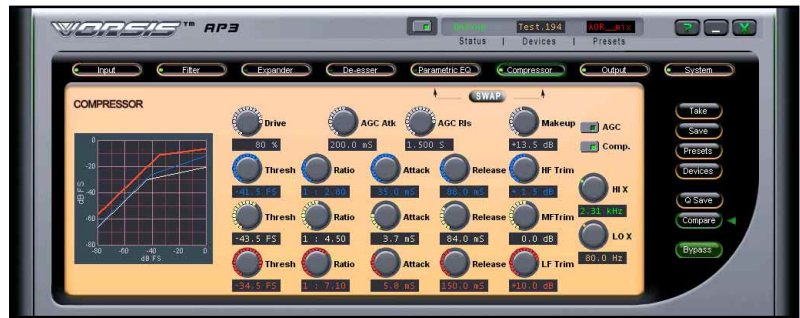 VORSIS™ AP3
Test.194
Status | Devices | Presets
Input Filter Expander De-esser Parametric EQ Compressor Output System
SWAP
COMPRESSOR
Drive AGC Atk AGC Rls Makeup AGC
80 % 200.0 mS 1.500 S +13.5 dB Comp.
Thresh Ratio Attack Release HF Trim
-41.5 FS 1 : 2.60 35.0 mS 88.0 mS + 1.5 dB
HI X
2.31 kHz
Thresh Ratio Attack Release MFTrim
-43.5 FS 1 : 4.50 3.7 mS 84.0 mS 0.0 dB
LO X
80.0 Hz
Thresh Ratio Attack Release LF Trim
-34.5 FS 1 : 7.10 5.8 mS 150.0 mS +10.0 dB
0
-20
-40
-60
-80
dB FS
-80 -60 -40 -20 0
dB FS
Take
Save
Presets
Devices
Q Save
Compare
Bypass
?